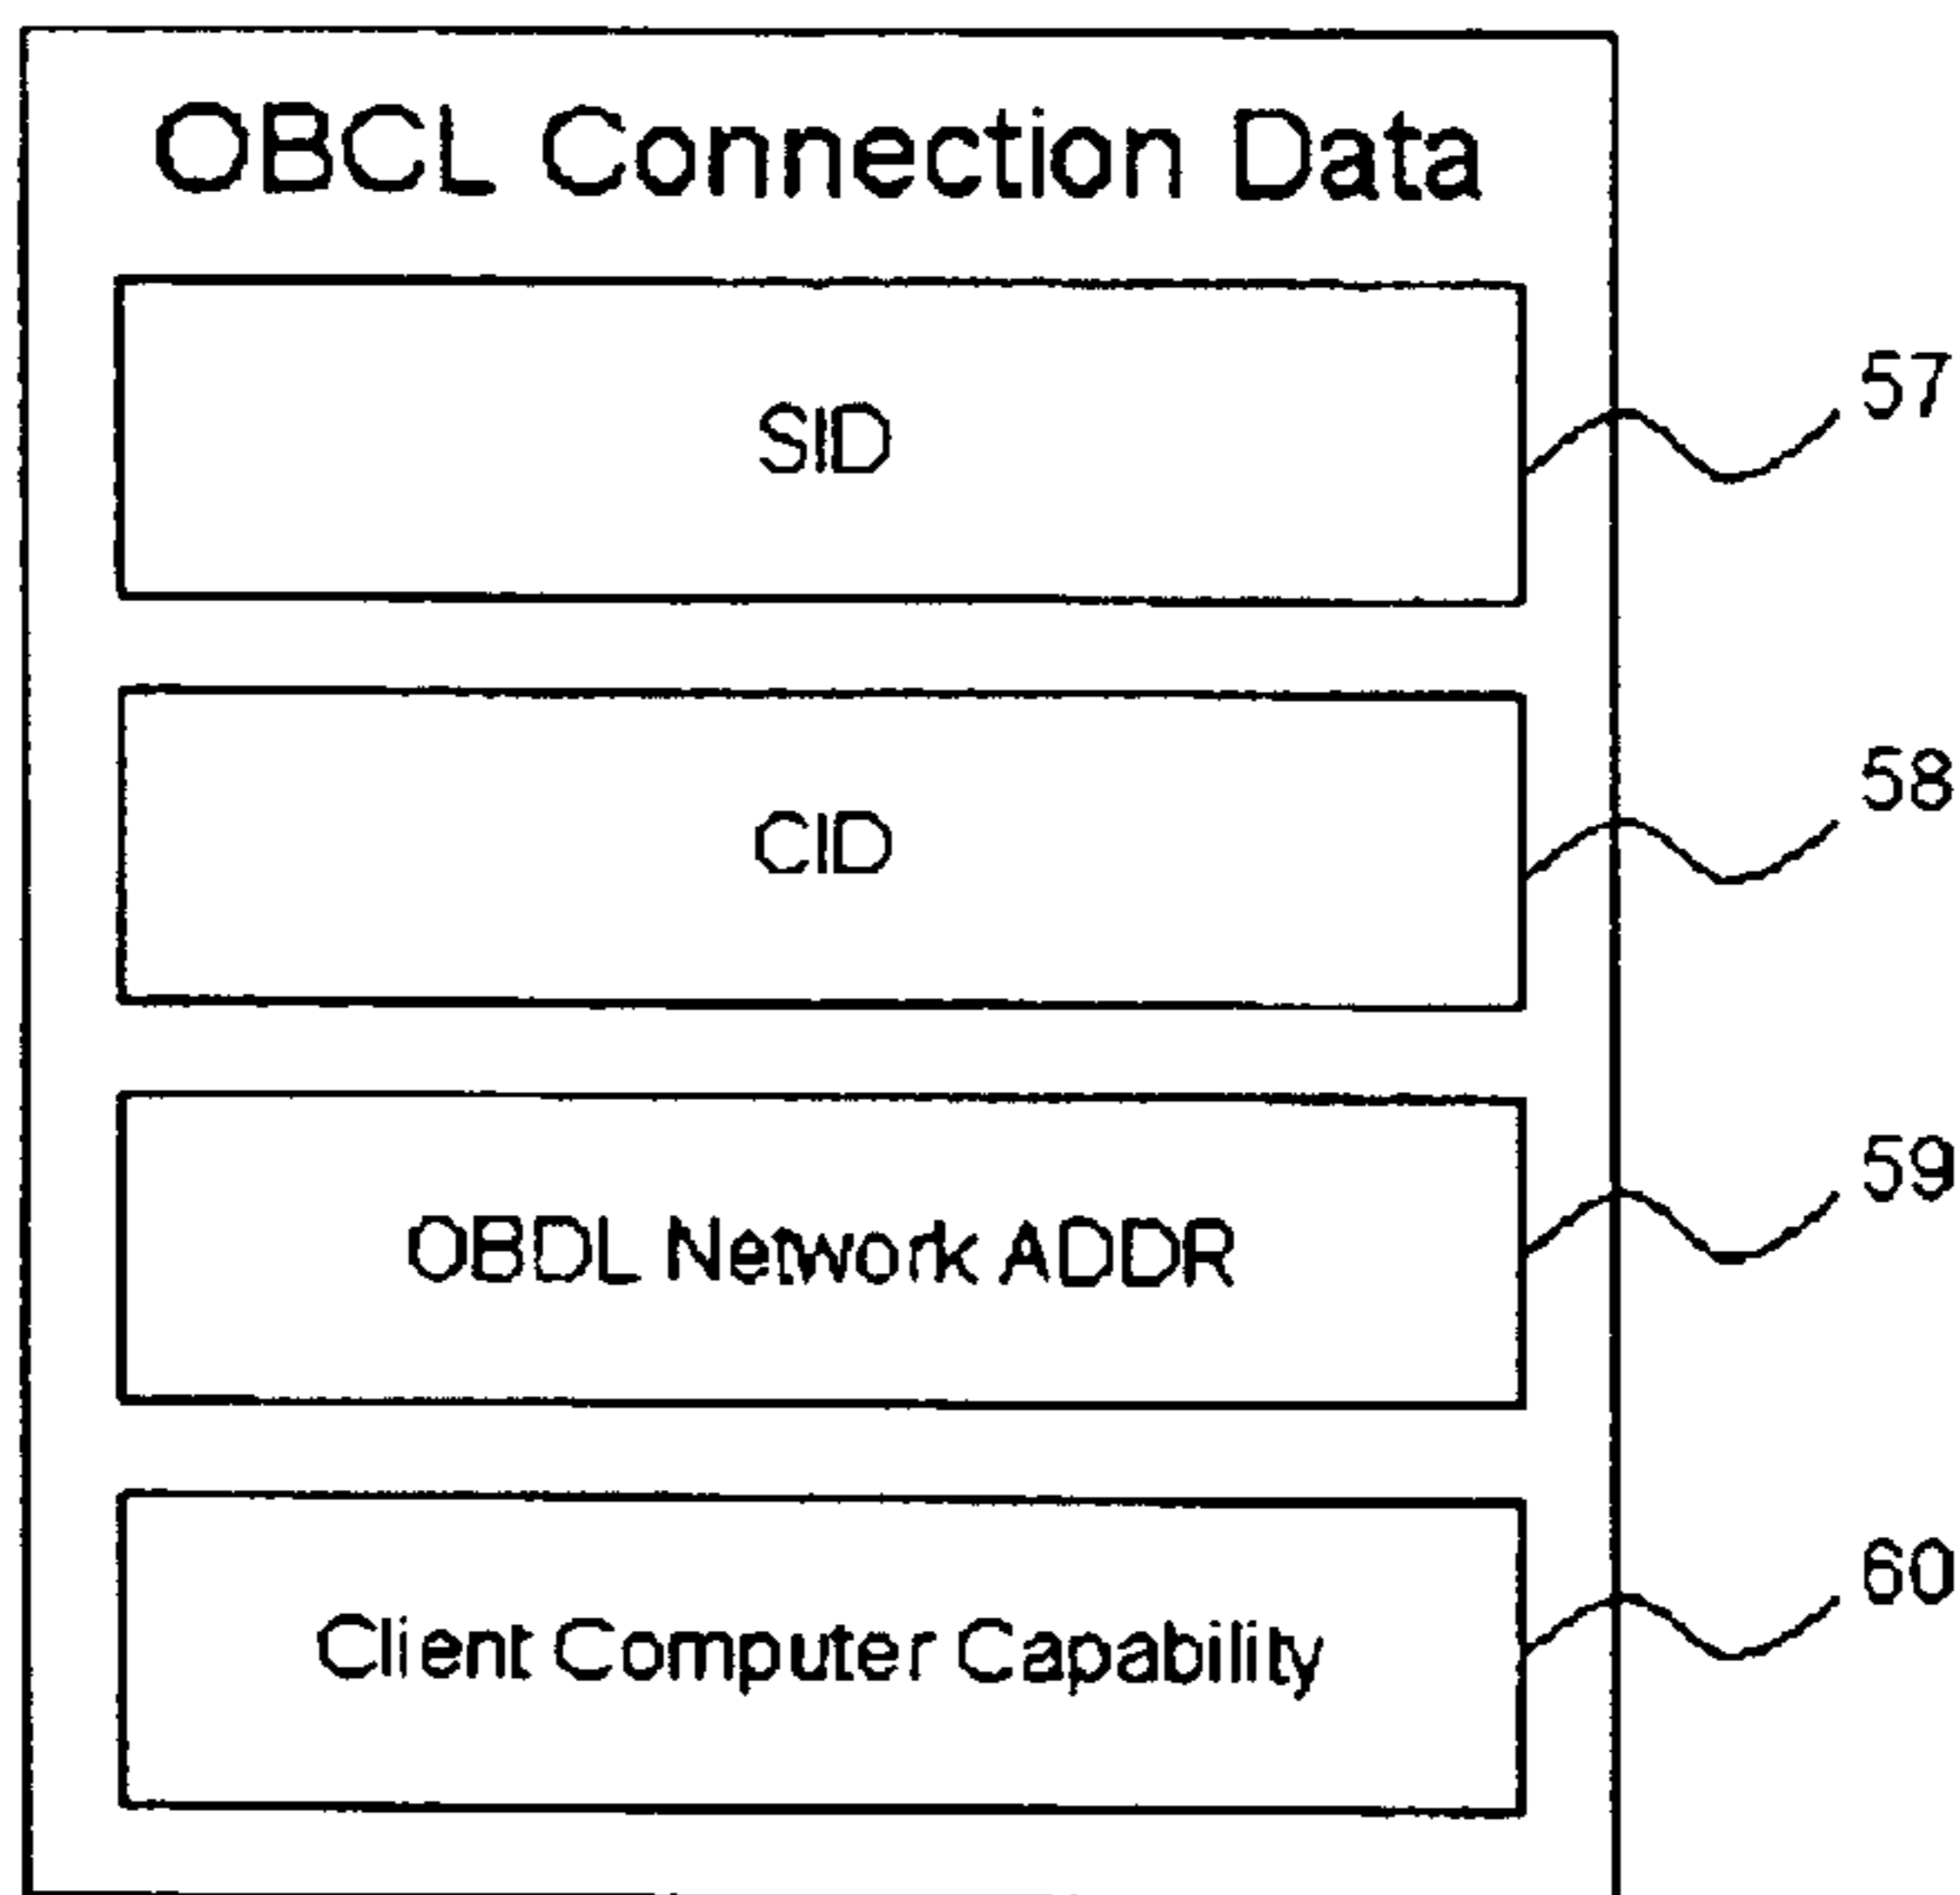 OBCL Connection Data
SID
57
CID
58
OBDL Network ADDR
59
Client Computer Capability
60